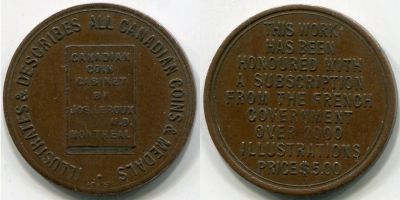 ILLUSTRATES & DESCRIBES ALL CANADIAN COINS & MEDALS
CANADIAN
COIN
CABINET
BY
JOS. LEROUX
M.D.
MONTREAL
THIS WORK
HAS BEEN
HONOURED WITH
A SUBSCRIPTION
FROM THE FRENCH
GOVERNMENT
OVER 2000
ILLUSTRATIONS
PRICE $5.00